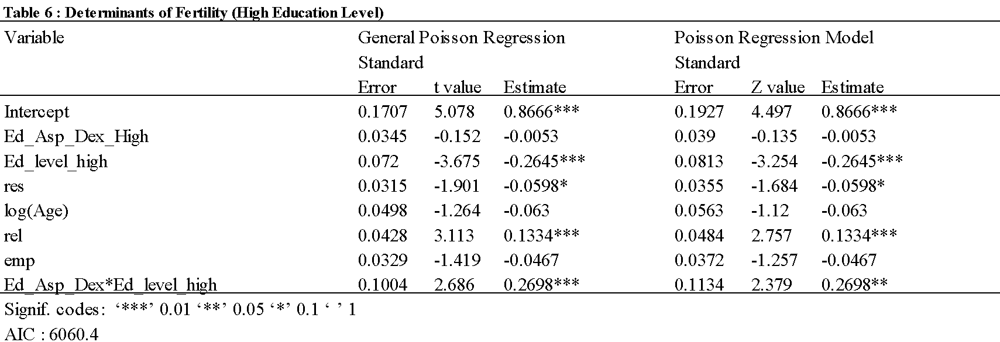 Table 6 : Determinants of Fertility (High Education Level)
Variable General Poisson Regression Poisson Regression Model
Standard Standard
Error t value Estimate Error Z value Estimate
Intercept 0.1707 5.078 0.8666*** 0.1927 4.497 0.8666***
Ed_Asp_Dex_High 0.0345 -0.152 -0.0053 0.039 -0.135 -0.0053
Ed_level_high 0.072 -3.675 -0.2645*** 0.0813 -3.254 -0.2645***
res 0.0315 -1.901 -0.0598* 0.0355 -1.684 -0.0598*
log(Age) 0.0498 -1.264 -0.063 0.0563 -1.12 -0.063
rel 0.0428 3.113 0.1334*** 0.0484 2.757 0.1334***
emp 0.0329 -1.419 -0.0467 0.0372 -1.257 -0.0467
Ed_Asp_Dex*Ed_level_high 0.1004 2.686 0.2698*** 0.1134 2.379 0.2698**
Signif. codes: ‘***’ 0.01 ‘**’ 0.05 ‘*’ 0.1 ‘ ’ 1
AIC : 6060.4